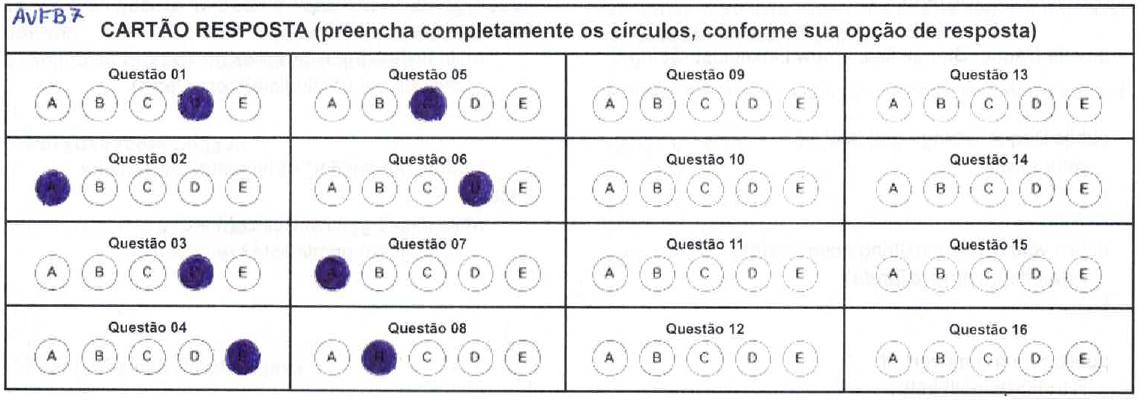 AVFB7
CARTÃO RESPOSTA (preencha completamente os círculos, conforme sua opção de resposta)
Questão 01 Questão 05 Questão 09 Questão 13
A B C D E A B C D E A B C D E A B C D E
Questão 02 Questão 06 Questão 10 Questão 14
A B C D E A B C D E A B C D E A B C D E
Questão 03 Questão 07 Questão 11 Questão 15
A B C D E A B C D E A B C D E A B C D E
Questão 04 Questão 08 Questão 12 Questão 16
A B C D E A B C D E A B C D E A B C D E